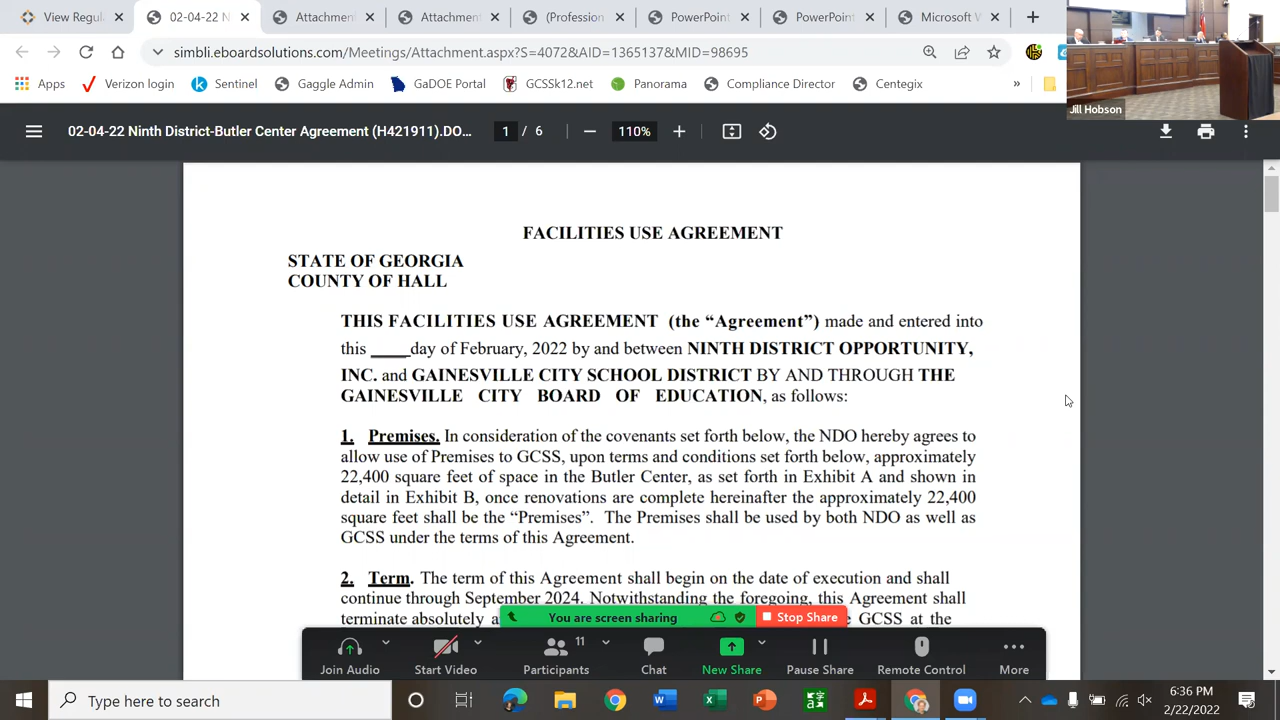 View Regul
02-04-22 N
Attachment
Attachment
(Profession
PowerPoint
PowerPoint
Microsoft W
simbli.eboardsolutions.com/Meetings/Attachment.aspx?S=4072&AID=1365137&MID=98695
Apps
Verizon login
Sentinel
Gaggle Admin
GaDOE Portal
GCSSk12.net
Panorama
Compliance Director
Centegix
»
Jill Hobson
02-04-22 Ninth District-Butler Center Agreement (H421911).DO...
1 / 6
110%
FACILITIES USE AGREEMENT
STATE OF GEORGIA
COUNTY OF HALL
THIS FACILITIES USE AGREEMENT (the “Agreement”) made and entered into
this ____day of February, 2022 by and between NINTH DISTRICT OPPORTUNITY,
INC. and GAINESVILLE CITY SCHOOL DISTRICT BY AND THROUGH THE
GAINESVILLE CITY BOARD OF EDUCATION, as follows:
1. Premises. In consideration of the covenants set forth below, the NDO hereby agrees to
allow use of Premises to GCSS, upon terms and conditions set forth below, approximately
22,400 square feet of space in the Butler Center, as set forth in Exhibit A and shown in
detail in Exhibit B, once renovations are complete hereinafter the approximately 22,400
square feet shall be the “Premises”. The Premises shall be used by both NDO as well as
GCSS under the terms of this Agreement.
2. Term. The term of this Agreement shall begin on the date of execution and shall
continue through September 2024. Notwithstanding the foregoing, this Agreement shall
terminate absolutely a
GCSS at the
You are screen sharing
Stop Share
Join Audio
Start Video
Participants
11
Chat
New Share
Pause Share
Remote Control
More
Type here to search
6:36 PM
2/22/2022